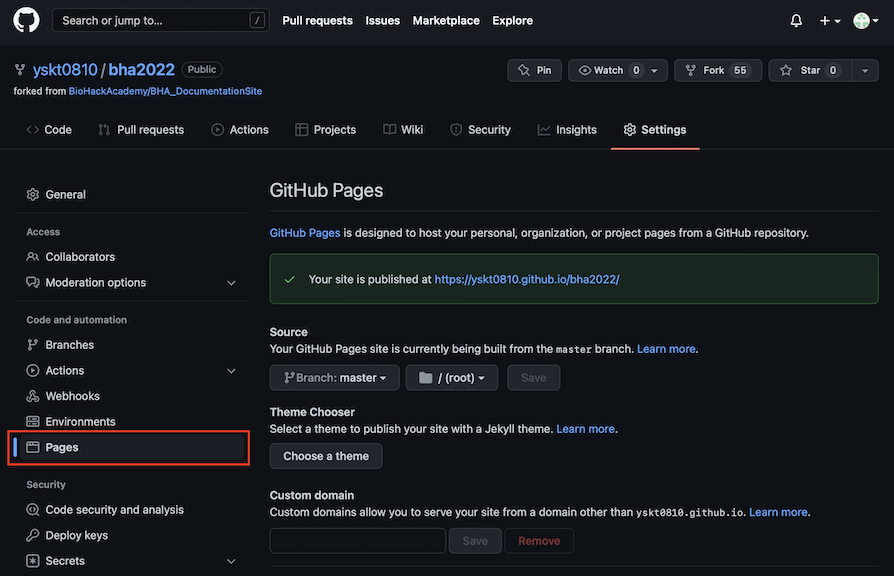 Search or jump to... /
Pull requests Issues Marketplace Explore
yskt0810 / bha2022 Public
forked from BioHackAcademy/BHA_DocumentationSite
Pin Watch 0 Fork 55 Star 0
Code Pull requests Actions Projects Wiki Security Insights Settings
General
Access
Collaborators
Moderation options
Code and automation
Branches
Actions
Webhooks
Environments
Pages
Security
Code security and analysis
Deploy keys
Secrets
GitHub Pages
GitHub Pages is designed to host your personal, organization, or project pages from a GitHub repository.
Your site is published at https://yskt0810.github.io/bha2022/
Source
Your GitHub Pages site is currently being built from the master branch. Learn more.
Branch: master / (root) Save
Theme Chooser
Select a theme to publish your site with a Jekyll theme. Learn more.
Choose a theme
Custom domain
Custom domains allow you to serve your site from a domain other than yskt0810.github.io. Learn more.
Save Remove